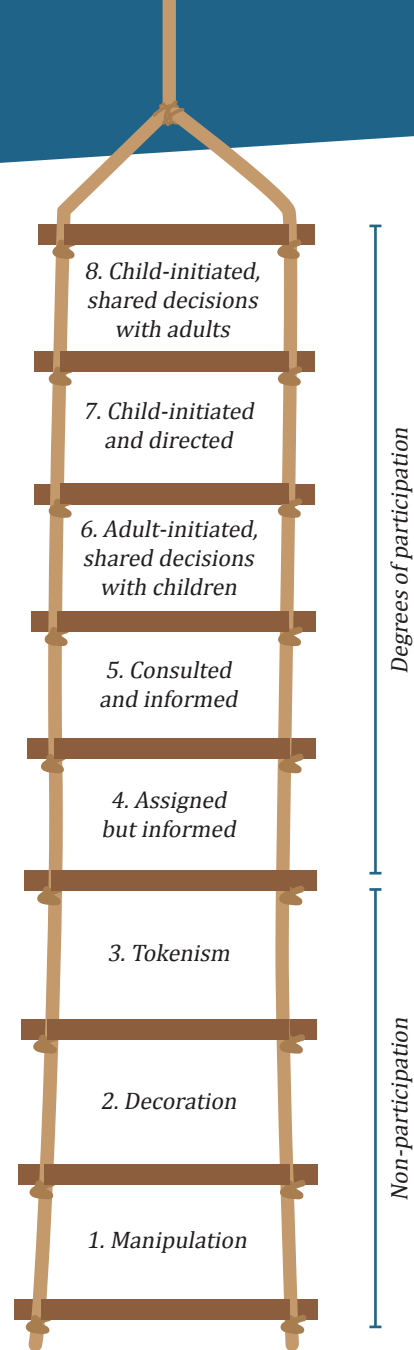 8. Child-initiated,
shared decisions
with adults
7. Child-initiated
and directed
6. Adult-initiated,
shared decisions
with children
5. Consulted
and informed
4. Assigned
but informed
3. Tokenism
2. Decoration
1. Manipulation
Degrees of participation
Non-participation